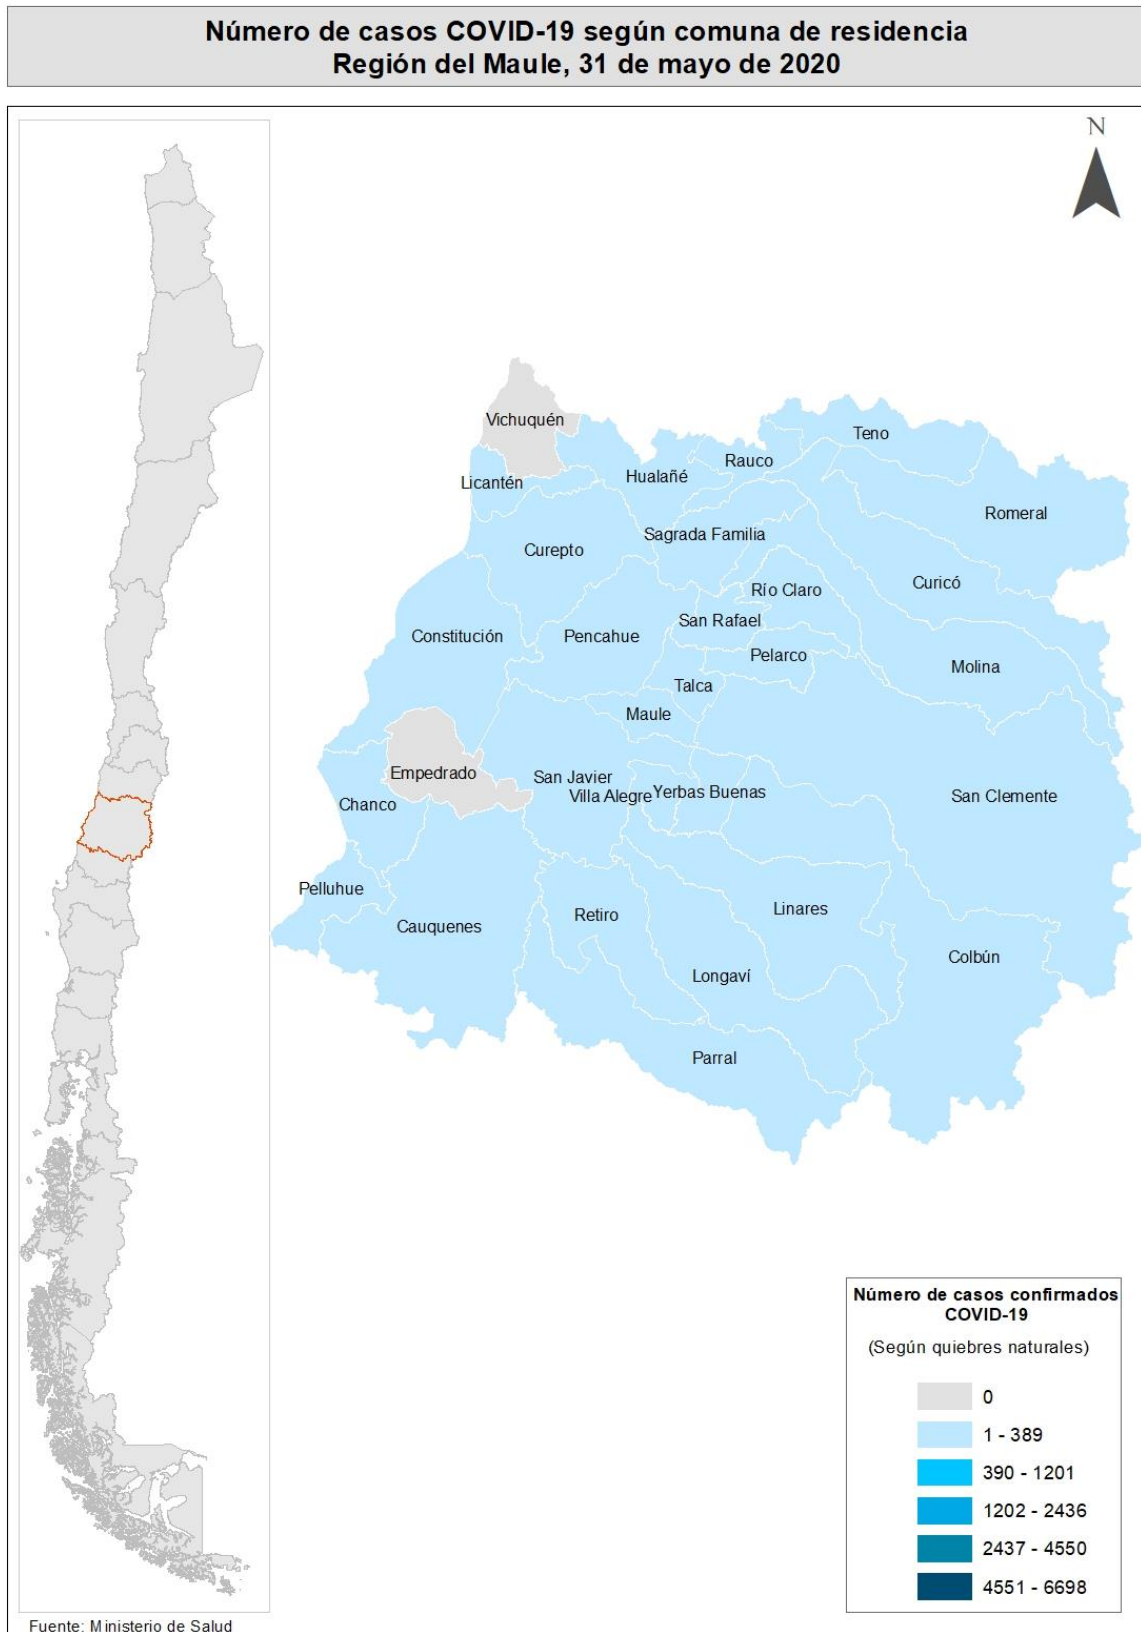 Número de casos COVID-19 según comuna de residencia
Región del Maule, 31 de mayo de 2020
N
Vichuquén
Teno
Rauco
Hualañé
Licantén
Romeral
Sagrada Familia
Curepto
Curicó
Río Claro
San Rafael
Constitución
Pencahue
Pelarco
Molina
Talca
Maule
Empedrado
San Javier
Villa Alegre
Yerbas Buenas
San Clemente
Chanco
Pelluhue
Linares
Retiro
Cauquenes
Colbún
Longaví
Parral
Número de casos confirmados
COVID-19
(Según quiebres naturales)
0
1 - 389
390 - 1201
1202 - 2436
2437 - 4550
4551 - 6698
Fuente: Ministerio de Salud